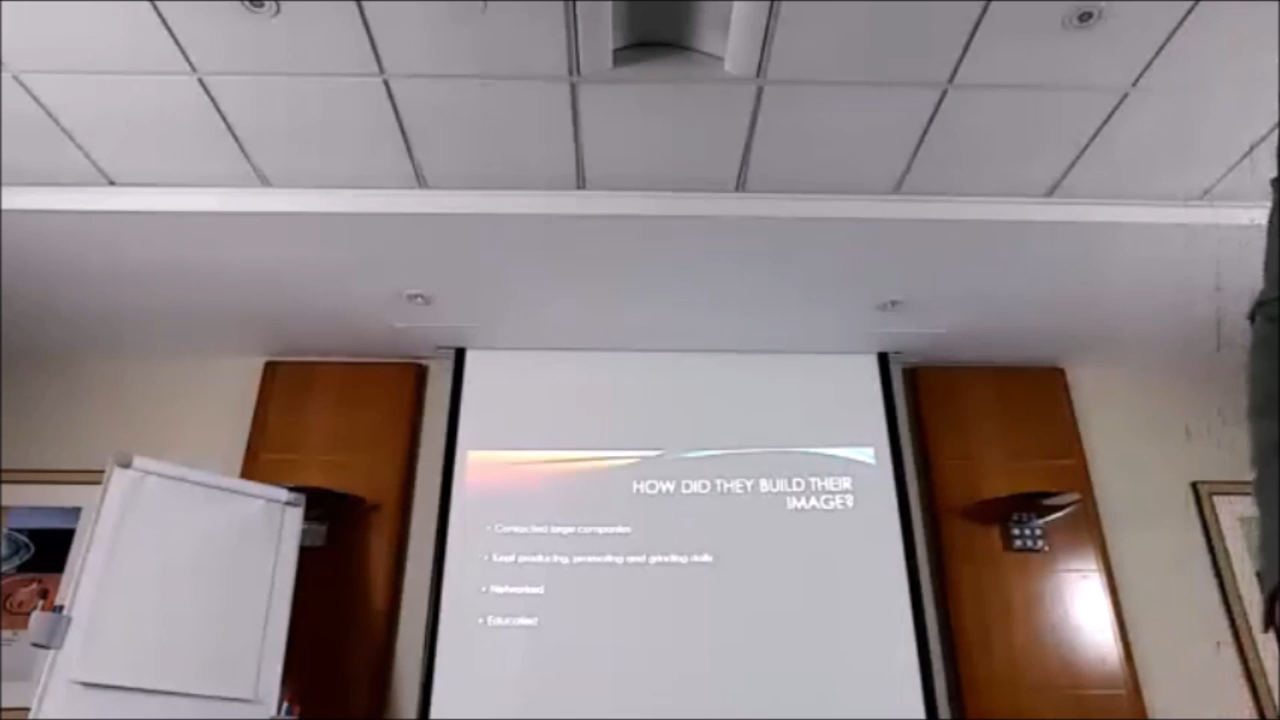 HOW DID THEY BUILD THEIR
IMAGE?
• Contacted large companies
• Kept producing, promoting and grinding skills
• Networked
• Educated